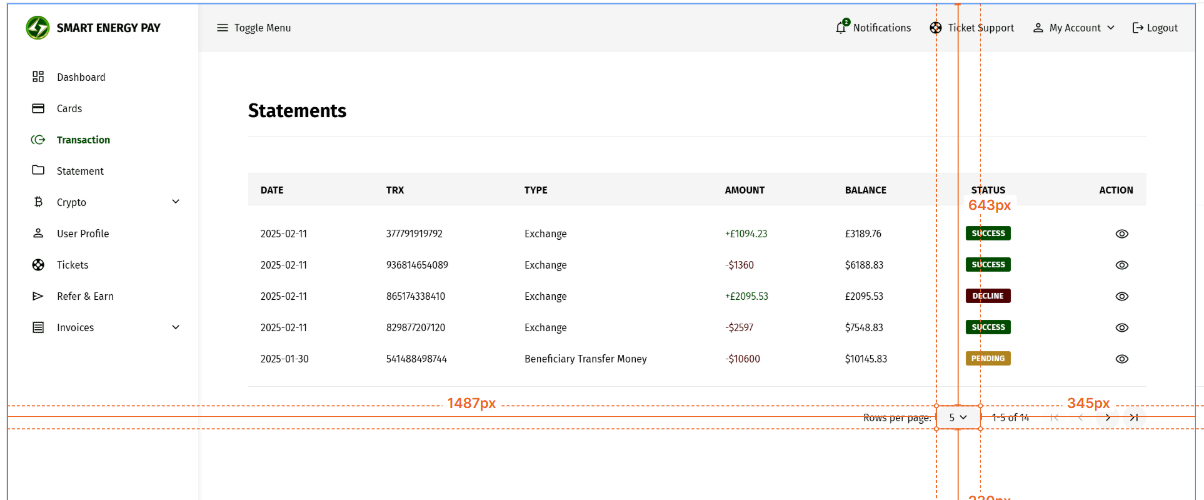 SMART ENERGY PAY
Toggle Menu
2
Notifications
Ticket Support
My Account
Logout
Dashboard
Cards
Transaction
Statement
Crypto
User Profile
Tickets
Refer & Earn
Invoices
Statements
DATE TRX TYPE AMOUNT BALANCE STATUS ACTION
643px
2025-02-11 377791919792 Exchange +£1094.23 £3189.76 SUCCESS
2025-02-11 936814654089 Exchange -$1360 $6188.83 SUCCESS
2025-02-11 865174338410 Exchange +£2095.53 £2095.53 DECLINE
2025-02-11 829877207120 Exchange -$2597 $7548.83 SUCCESS
2025-01-30 541488498744 Beneficiary Transfer Money -$10600 $10145.83 PENDING
1487px 345px
Rows per page: 5 1-5 of 14